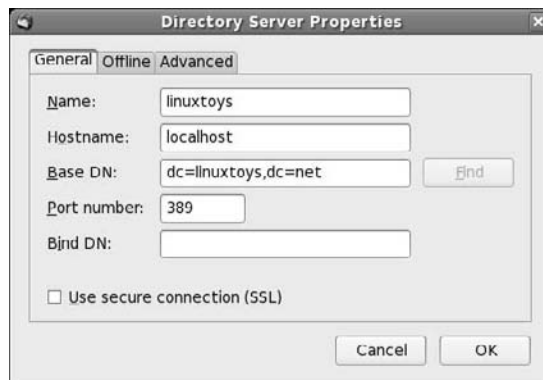 Directory Server Properties
General Offline Advanced
Name: linuxtoys
Hostname: localhost
Base DN: dc=linuxtoys,dc=net Find
Port number: 389
Bind DN:
Use secure connection (SSL)
Cancel OK